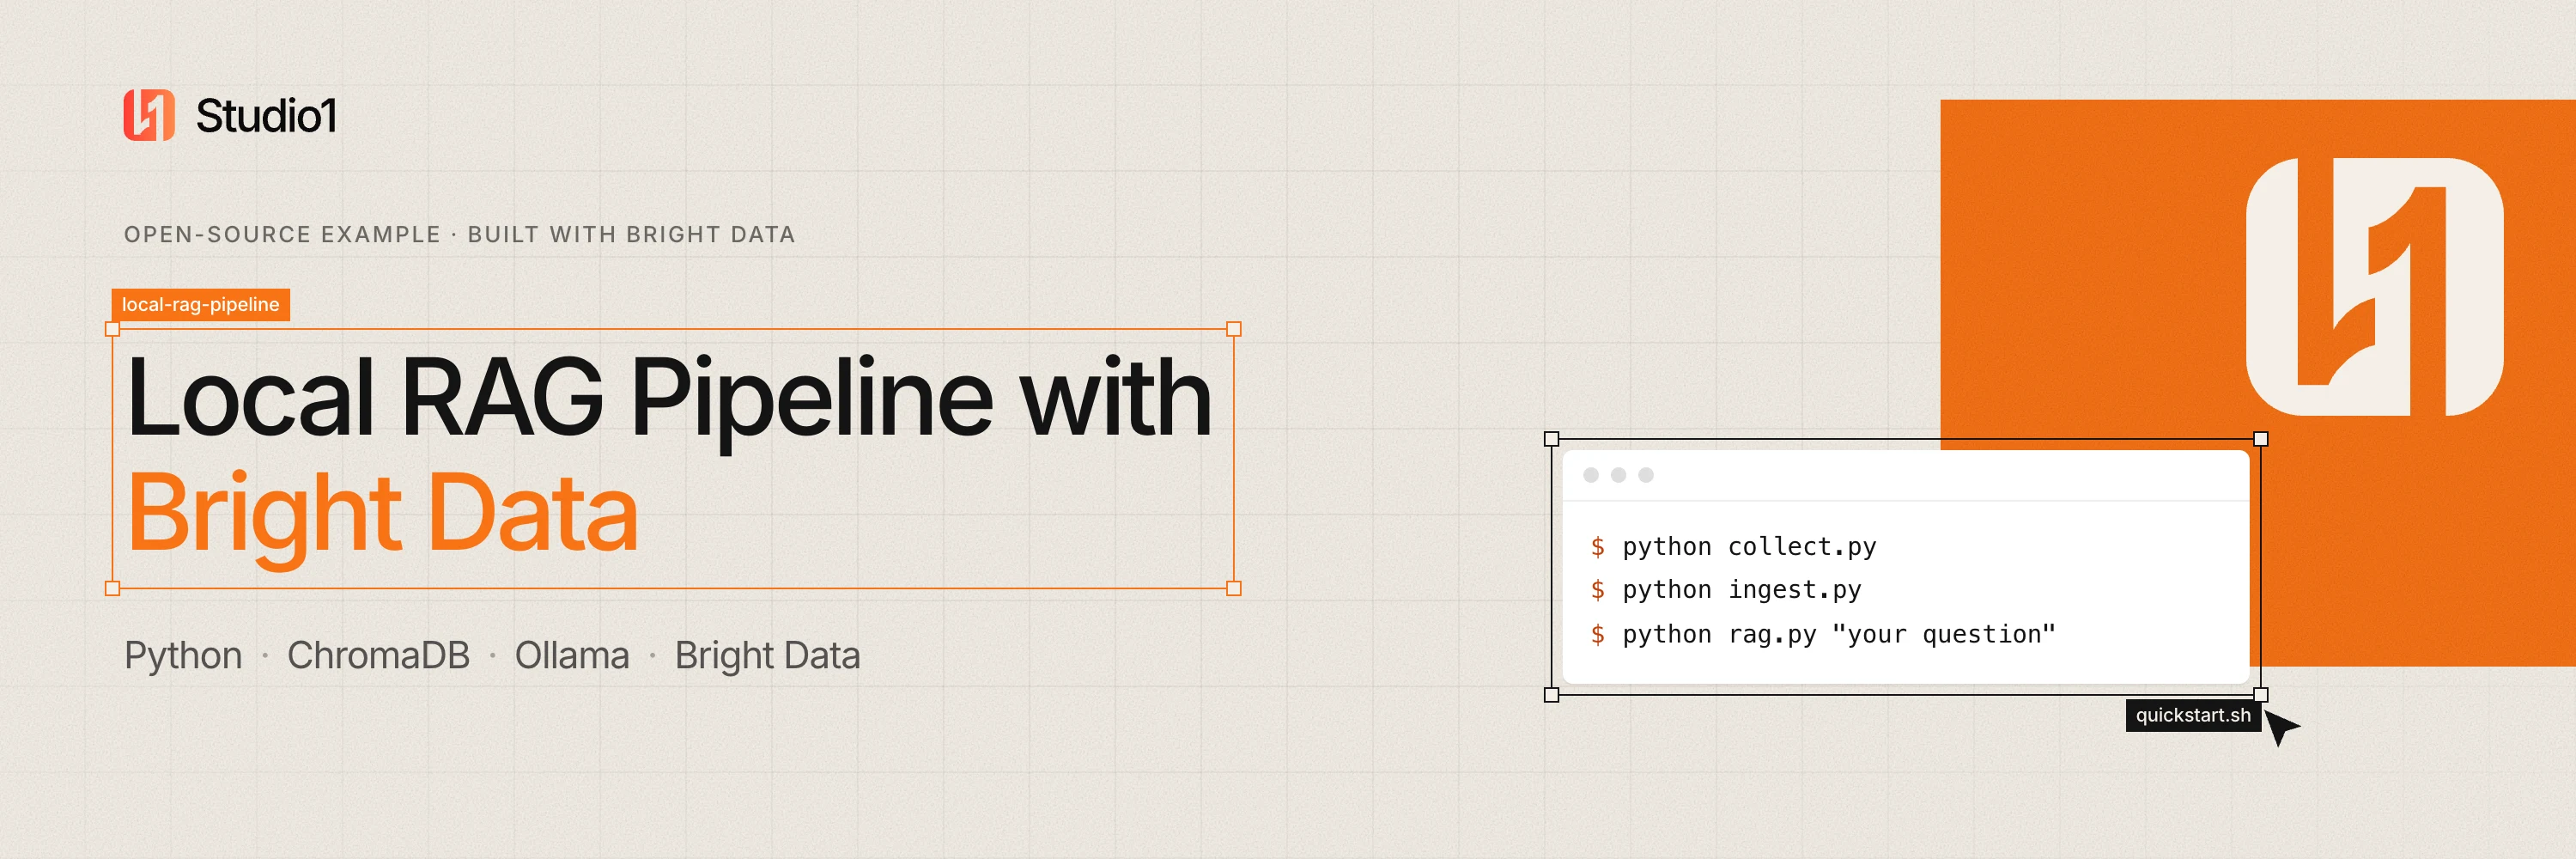 Studio1
OPEN-SOURCE EXAMPLE · BUILT WITH BRIGHT DATA
local-rag-pipeline
Local RAG Pipeline with
Bright Data
Python · ChromaDB · Ollama · Bright Data
$ python collect.py
$ python ingest.py
$ python rag.py "your question"
quickstart.sh